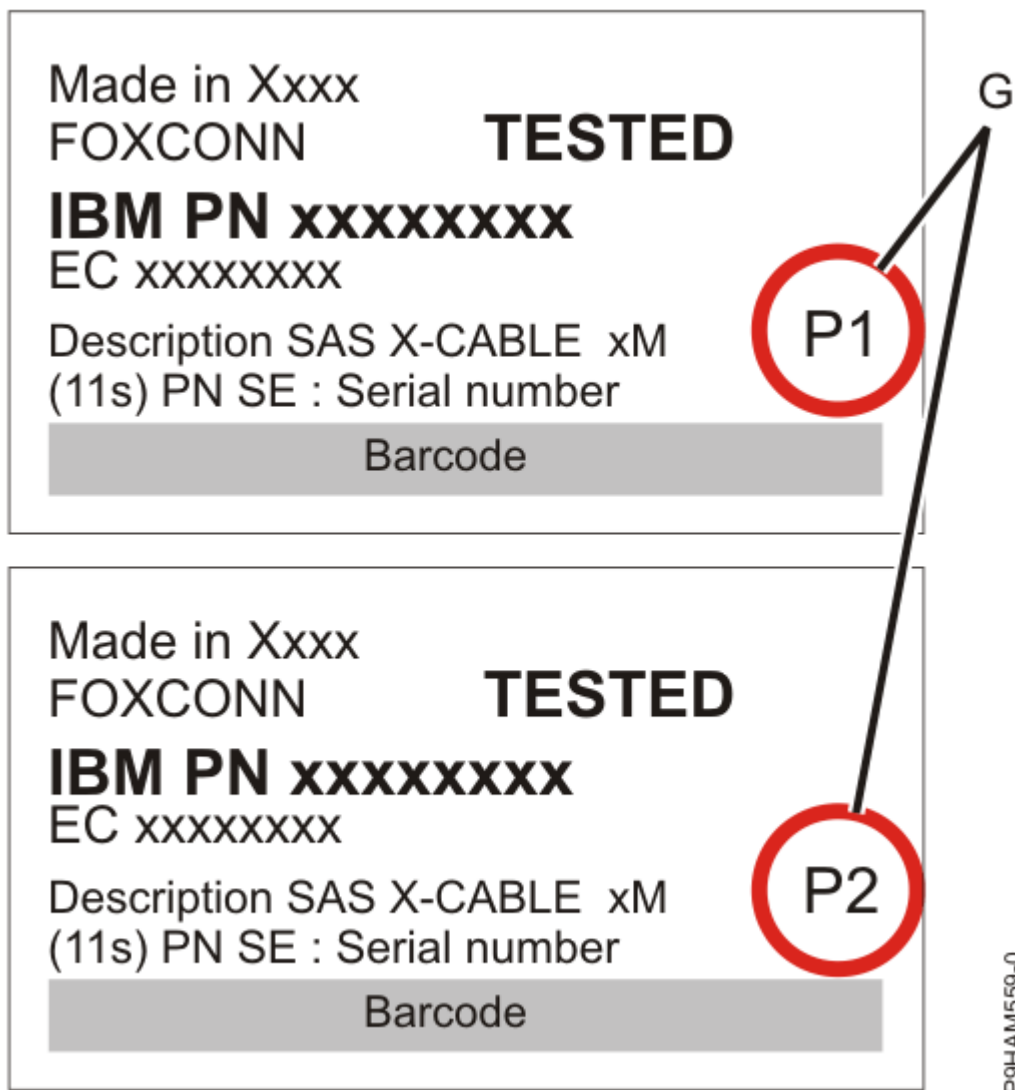 Made in Xxxx
FOXCONN TESTED
IBM PN xxxxxxxx
EC xxxxxxxx
Description SAS X-CABLE xM
(11s) PN SE : Serial number
Barcode
P1
G
Made in Xxxx
FOXCONN TESTED
IBM PN xxxxxxxx
EC xxxxxxxx
Description SAS X-CABLE xM
(11s) PN SE : Serial number
Barcode
P2
P9HAM559-0